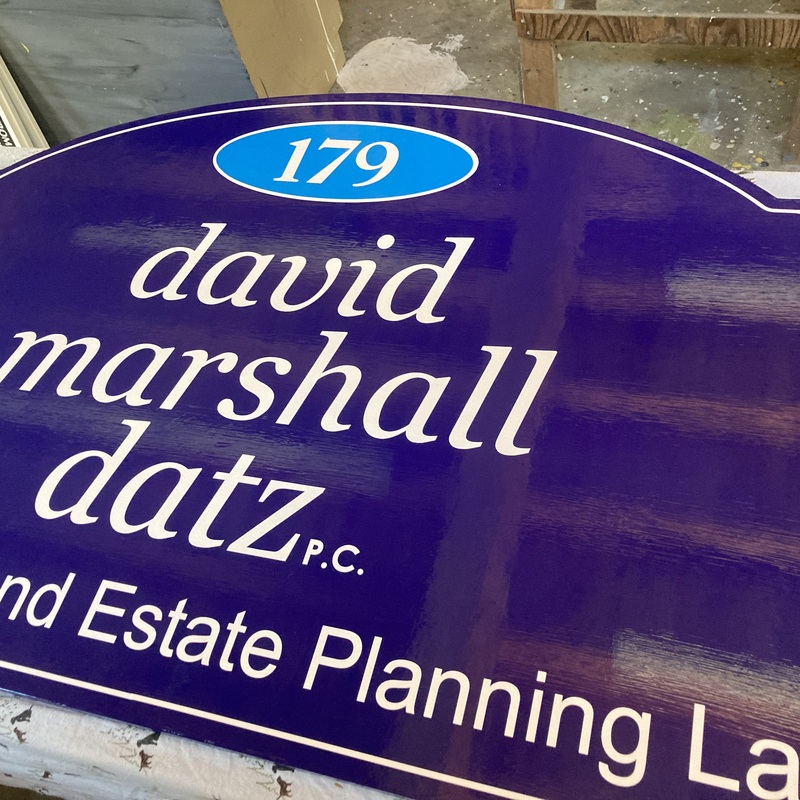 179
david
marshall
datz P.C.
nd Estate Planning La